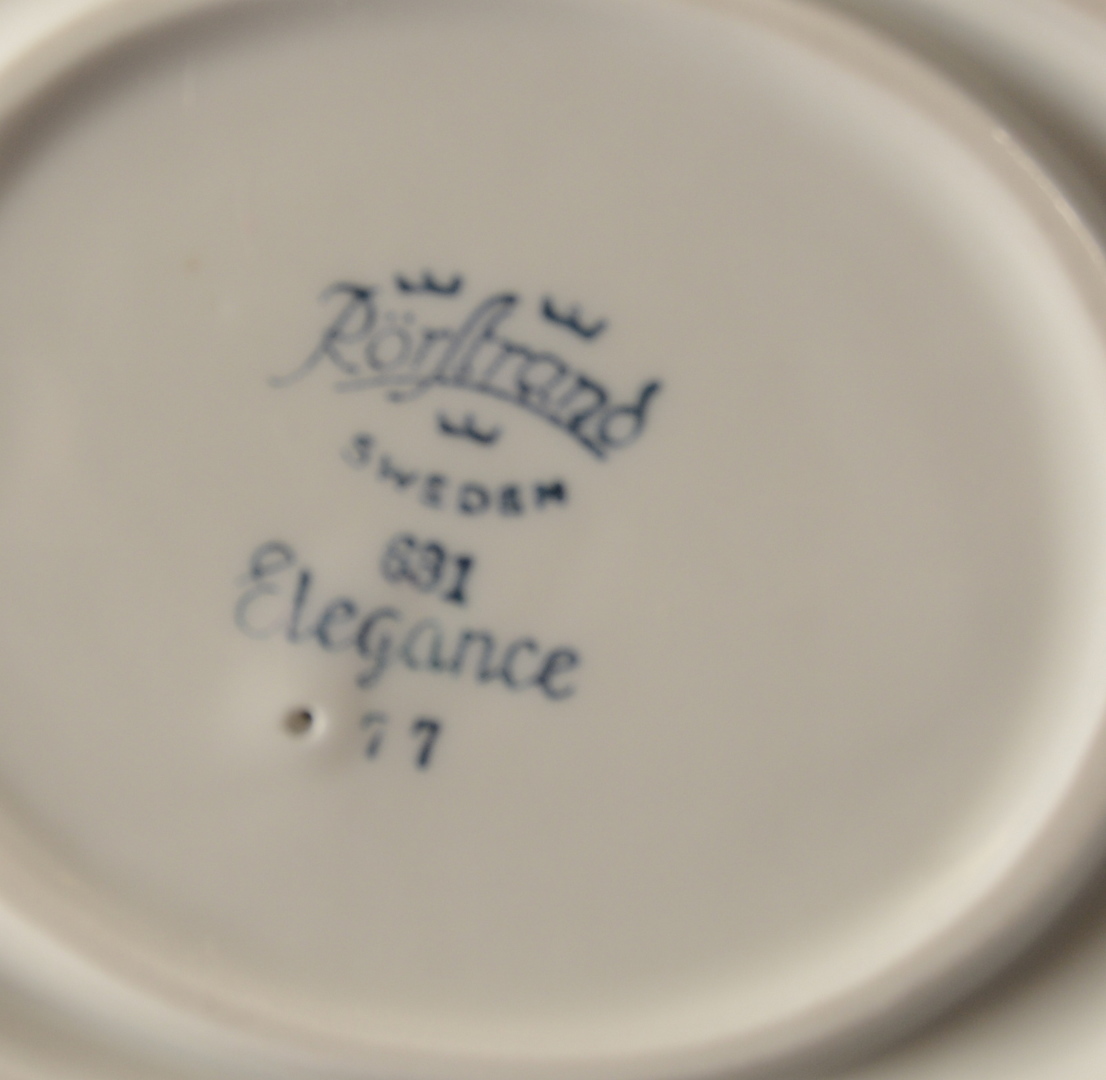 Rörstrand
SWEDEN
631
Elegance
77